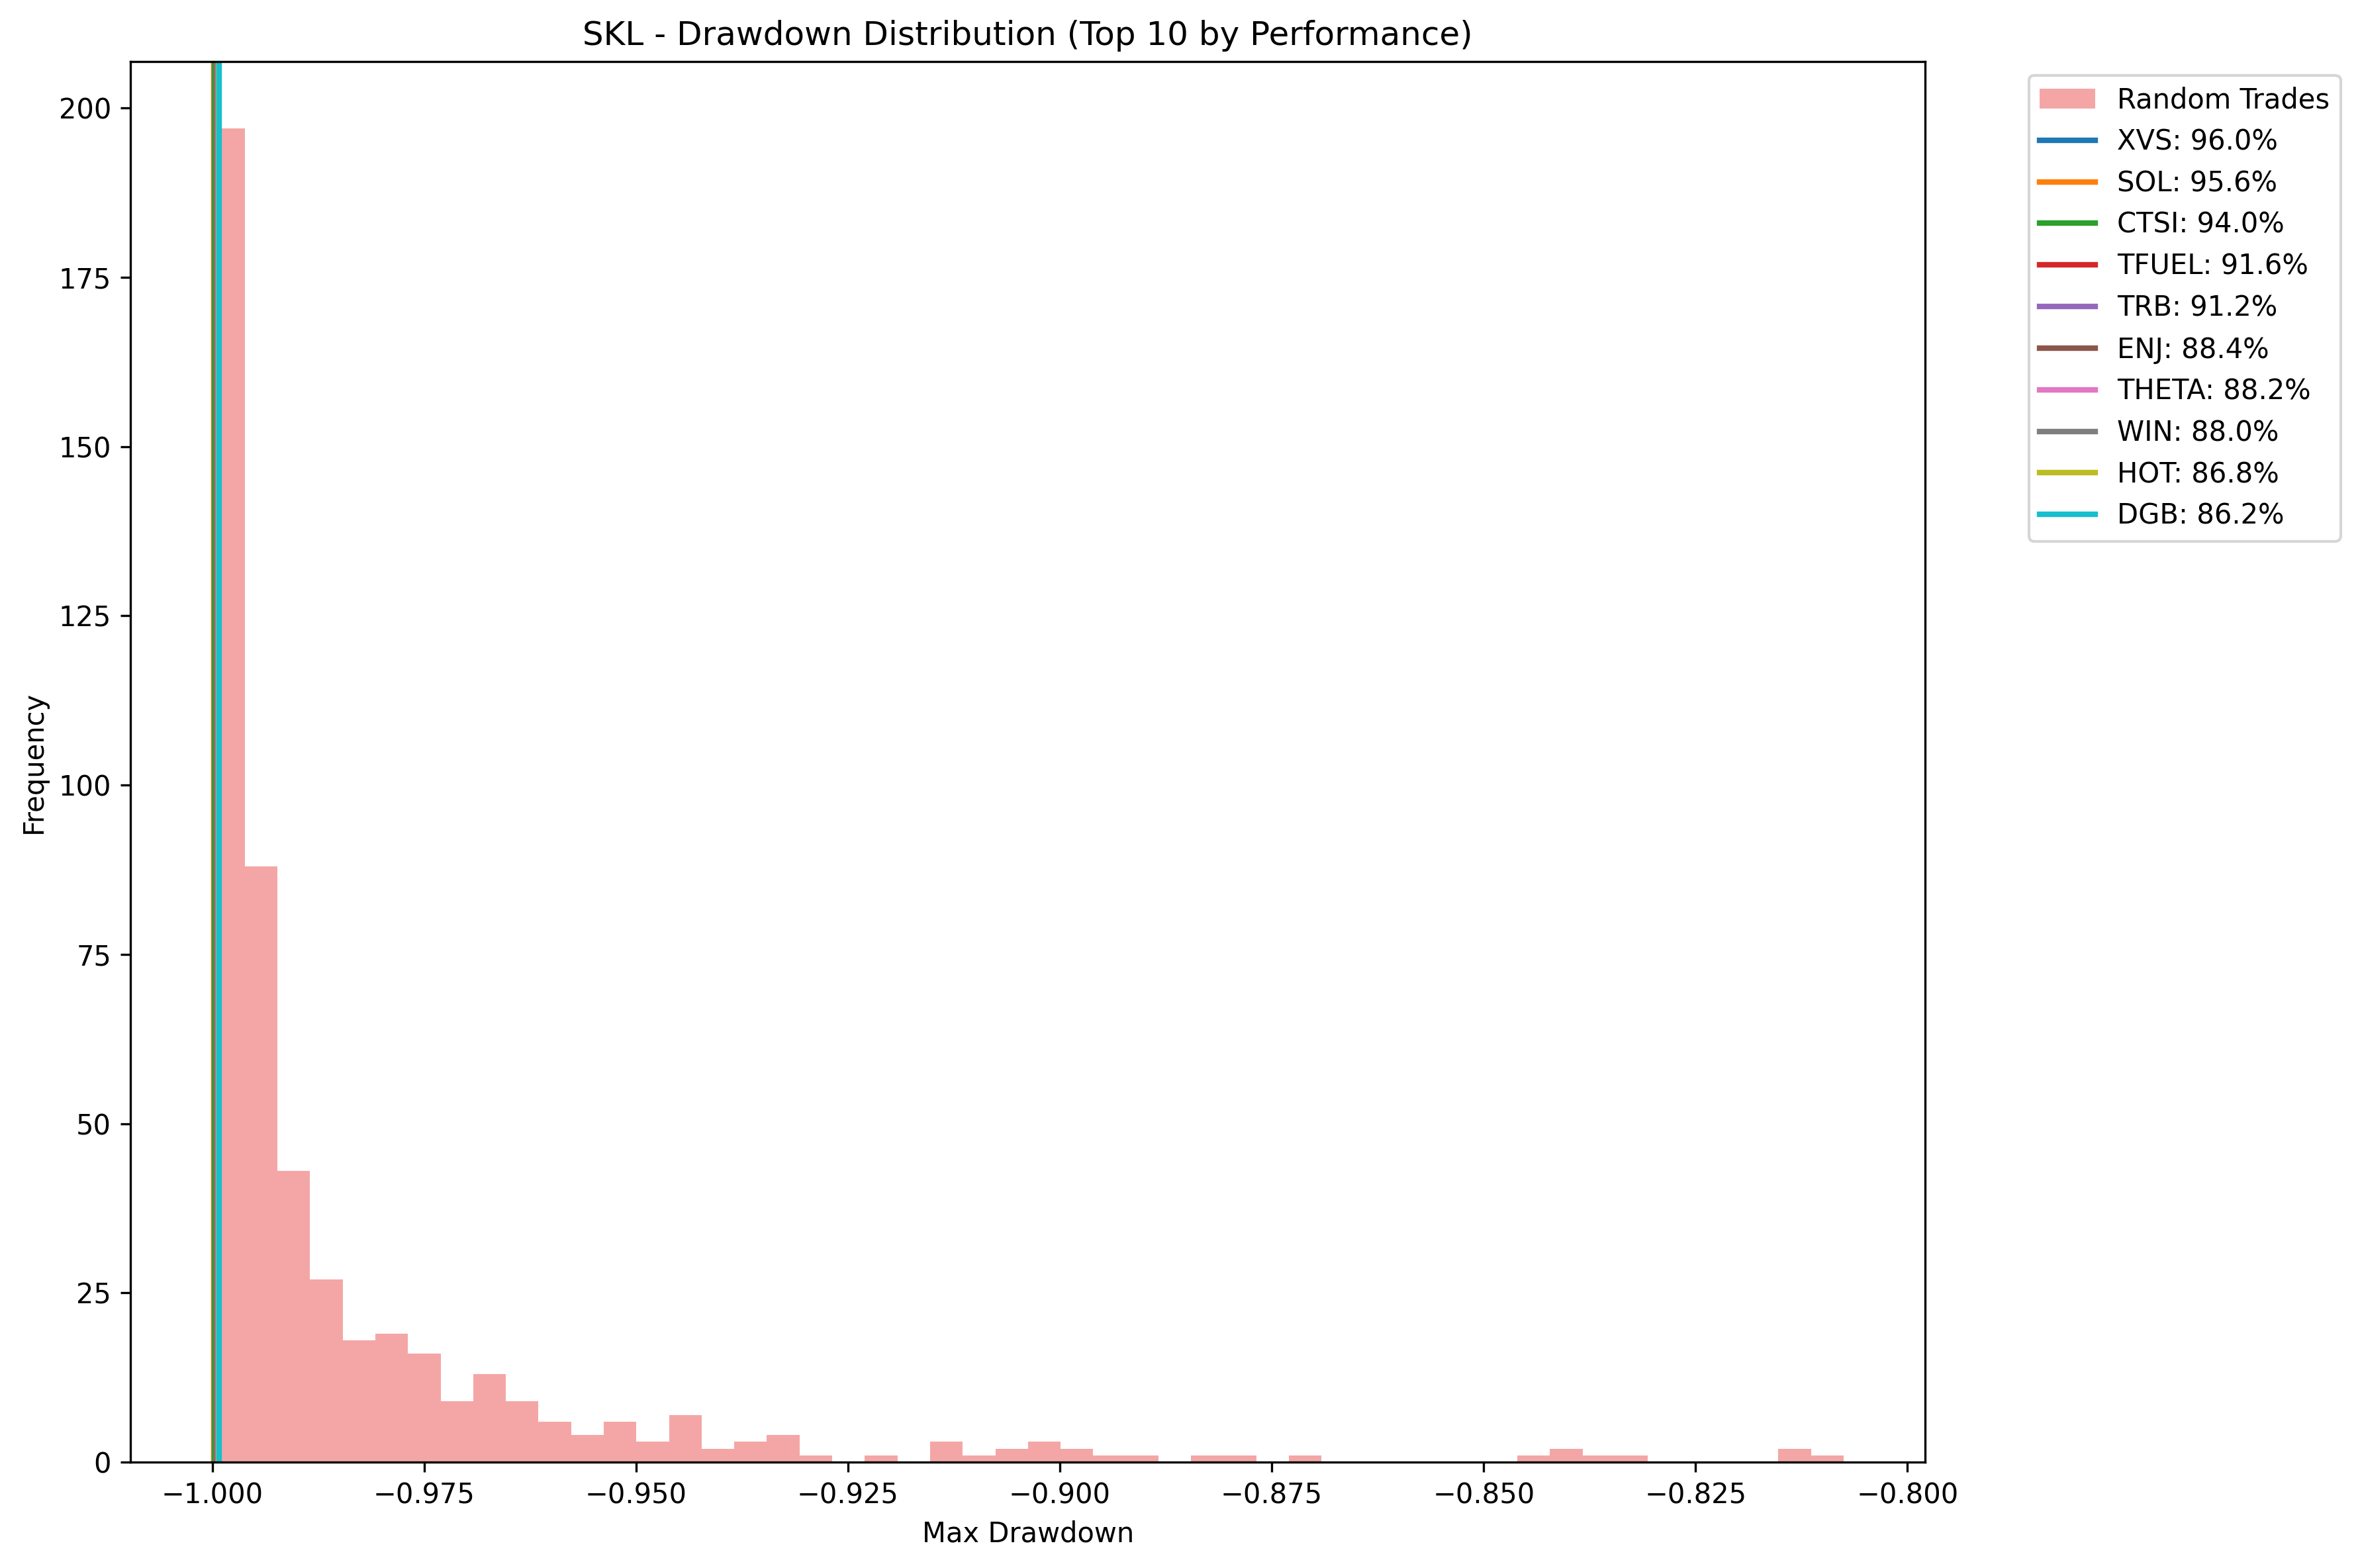 SKL - Drawdown Distribution (Top 10 by Performance)
Random Trades
XVS: 96.0%
SOL: 95.6%
CTSI: 94.0%
TFUEL: 91.6%
TRB: 91.2%
ENJ: 88.4%
THETA: 88.2%
WIN: 88.0%
HOT: 86.8%
DGB: 86.2%
Frequency
200
175
150
125
100
75
50
25
0
−1.000 −0.975 −0.950 −0.925 −0.900 −0.875 −0.850 −0.825 −0.800
Max Drawdown